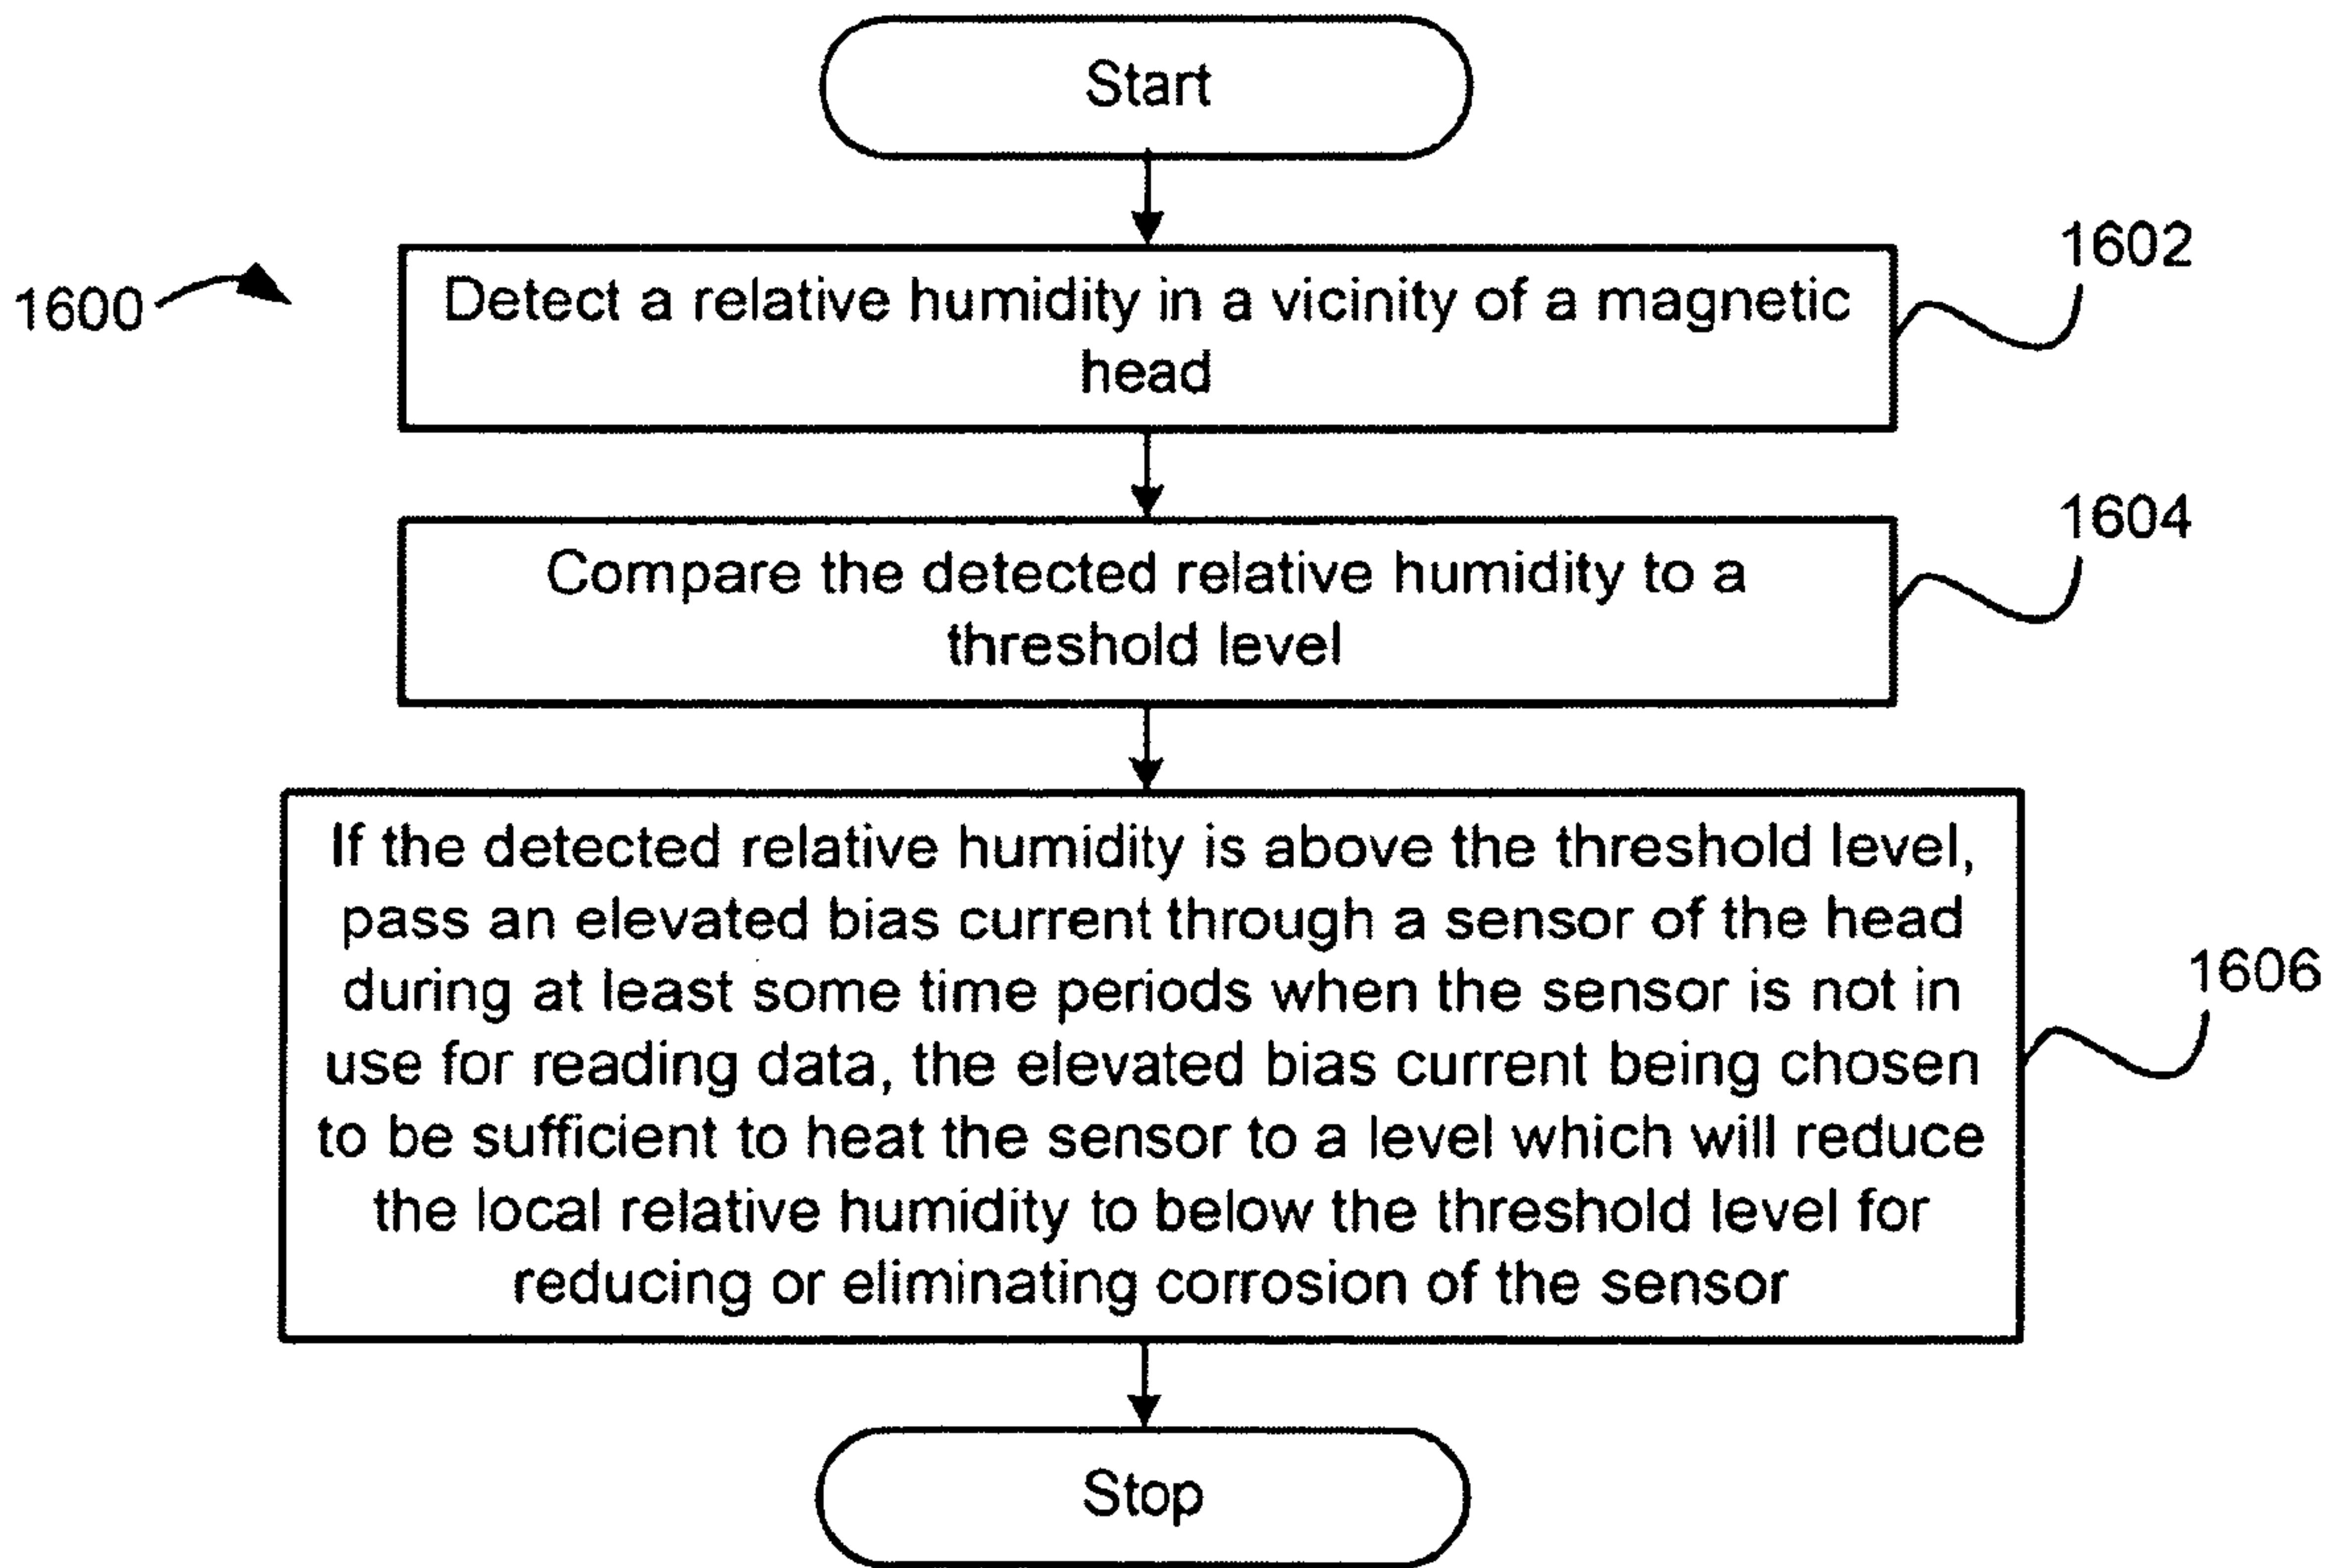 Start
1600
1602
Detect a relative humidity in a vicinity of a magnetic
head
1604
Compare the detected relative humidity to a
threshold level
If the detected relative humidity is above the threshold level,
pass an elevated bias current through a sensor of the head
during at least some time periods when the sensor is not in
use for reading data, the elevated bias current being chosen
to be sufficient to heat the sensor to a level which will reduce
the local relative humidity to below the threshold level for
reducing or eliminating corrosion of the sensor
1606
Stop